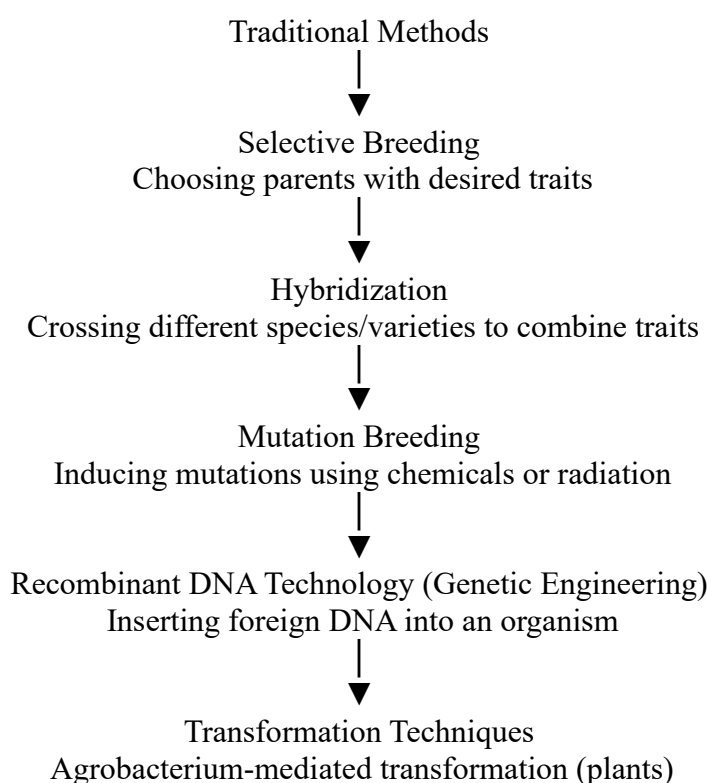 Traditional Methods
Selective Breeding
Choosing parents with desired traits
Hybridization
Crossing different species/varieties to combine traits
Mutation Breeding
Inducing mutations using chemicals or radiation
Recombinant DNA Technology (Genetic Engineering)
Inserting foreign DNA into an organism
Transformation Techniques
Agrobacterium-mediated transformation (plants)